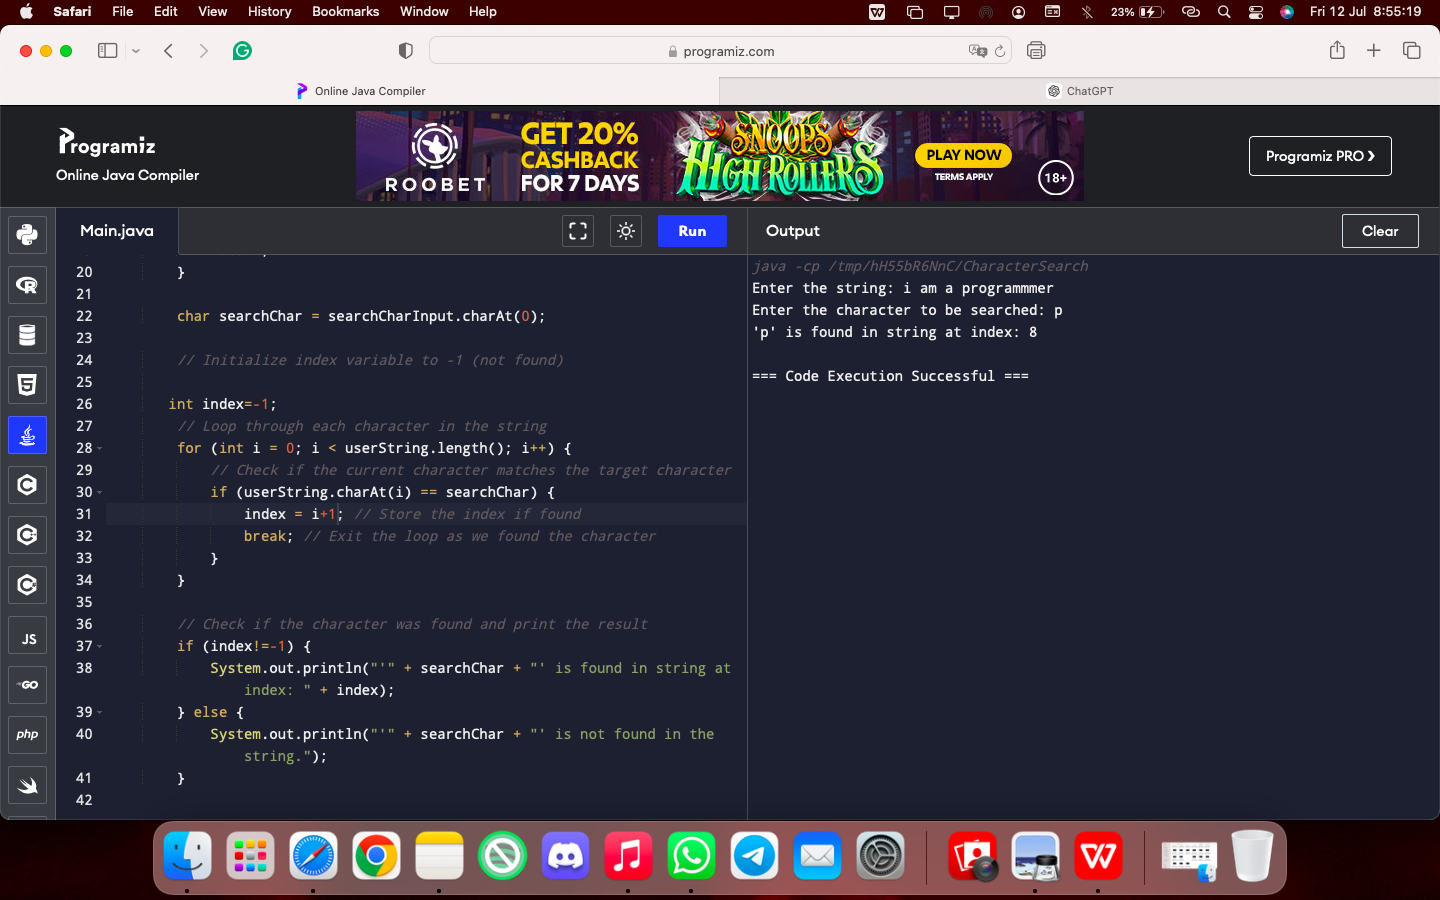 Safari File Edit View History Bookmarks Window Help 23% Fri 12 Jul 8:55:19
programiz.com
Online Java Compiler
ChatGPT
Programiz
Online Java Compiler
ROOBET
GET 20%
CASHBACK
FOR 7 DAYS
SNOOP'S
HIGH ROLLERS
PLAY NOW
TERMS APPLY
18+
Programiz PRO ›
Main.java
Run
Output
Clear
20 }
21
22 char searchChar = searchCharInput.charAt(0);
23
24 // Initialize index variable to -1 (not found)
25
26 int index=-1;
27 // Loop through each character in the string
28 for (int i = 0; i < userString.length(); i++) {
29 // Check if the current character matches the target character
30 if (userString.charAt(i) == searchChar) {
31 index = i+1; // Store the index if found
32 break; // Exit the loop as we found the character
33 }
34 }
35
36 // Check if the character was found and print the result
37 if (index!=-1) {
38 System.out.println("'" + searchChar + "' is found in string at
index: " + index);
39 } else {
40 System.out.println("'" + searchChar + "' is not found in the
string.");
41 }
42
java -cp /tmp/hH55bR6NnC/CharacterSearch
Enter the string: i am a programmmer
Enter the character to be searched: p
'p' is found in string at index: 8
=== Code Execution Successful ===
JS
GO
php